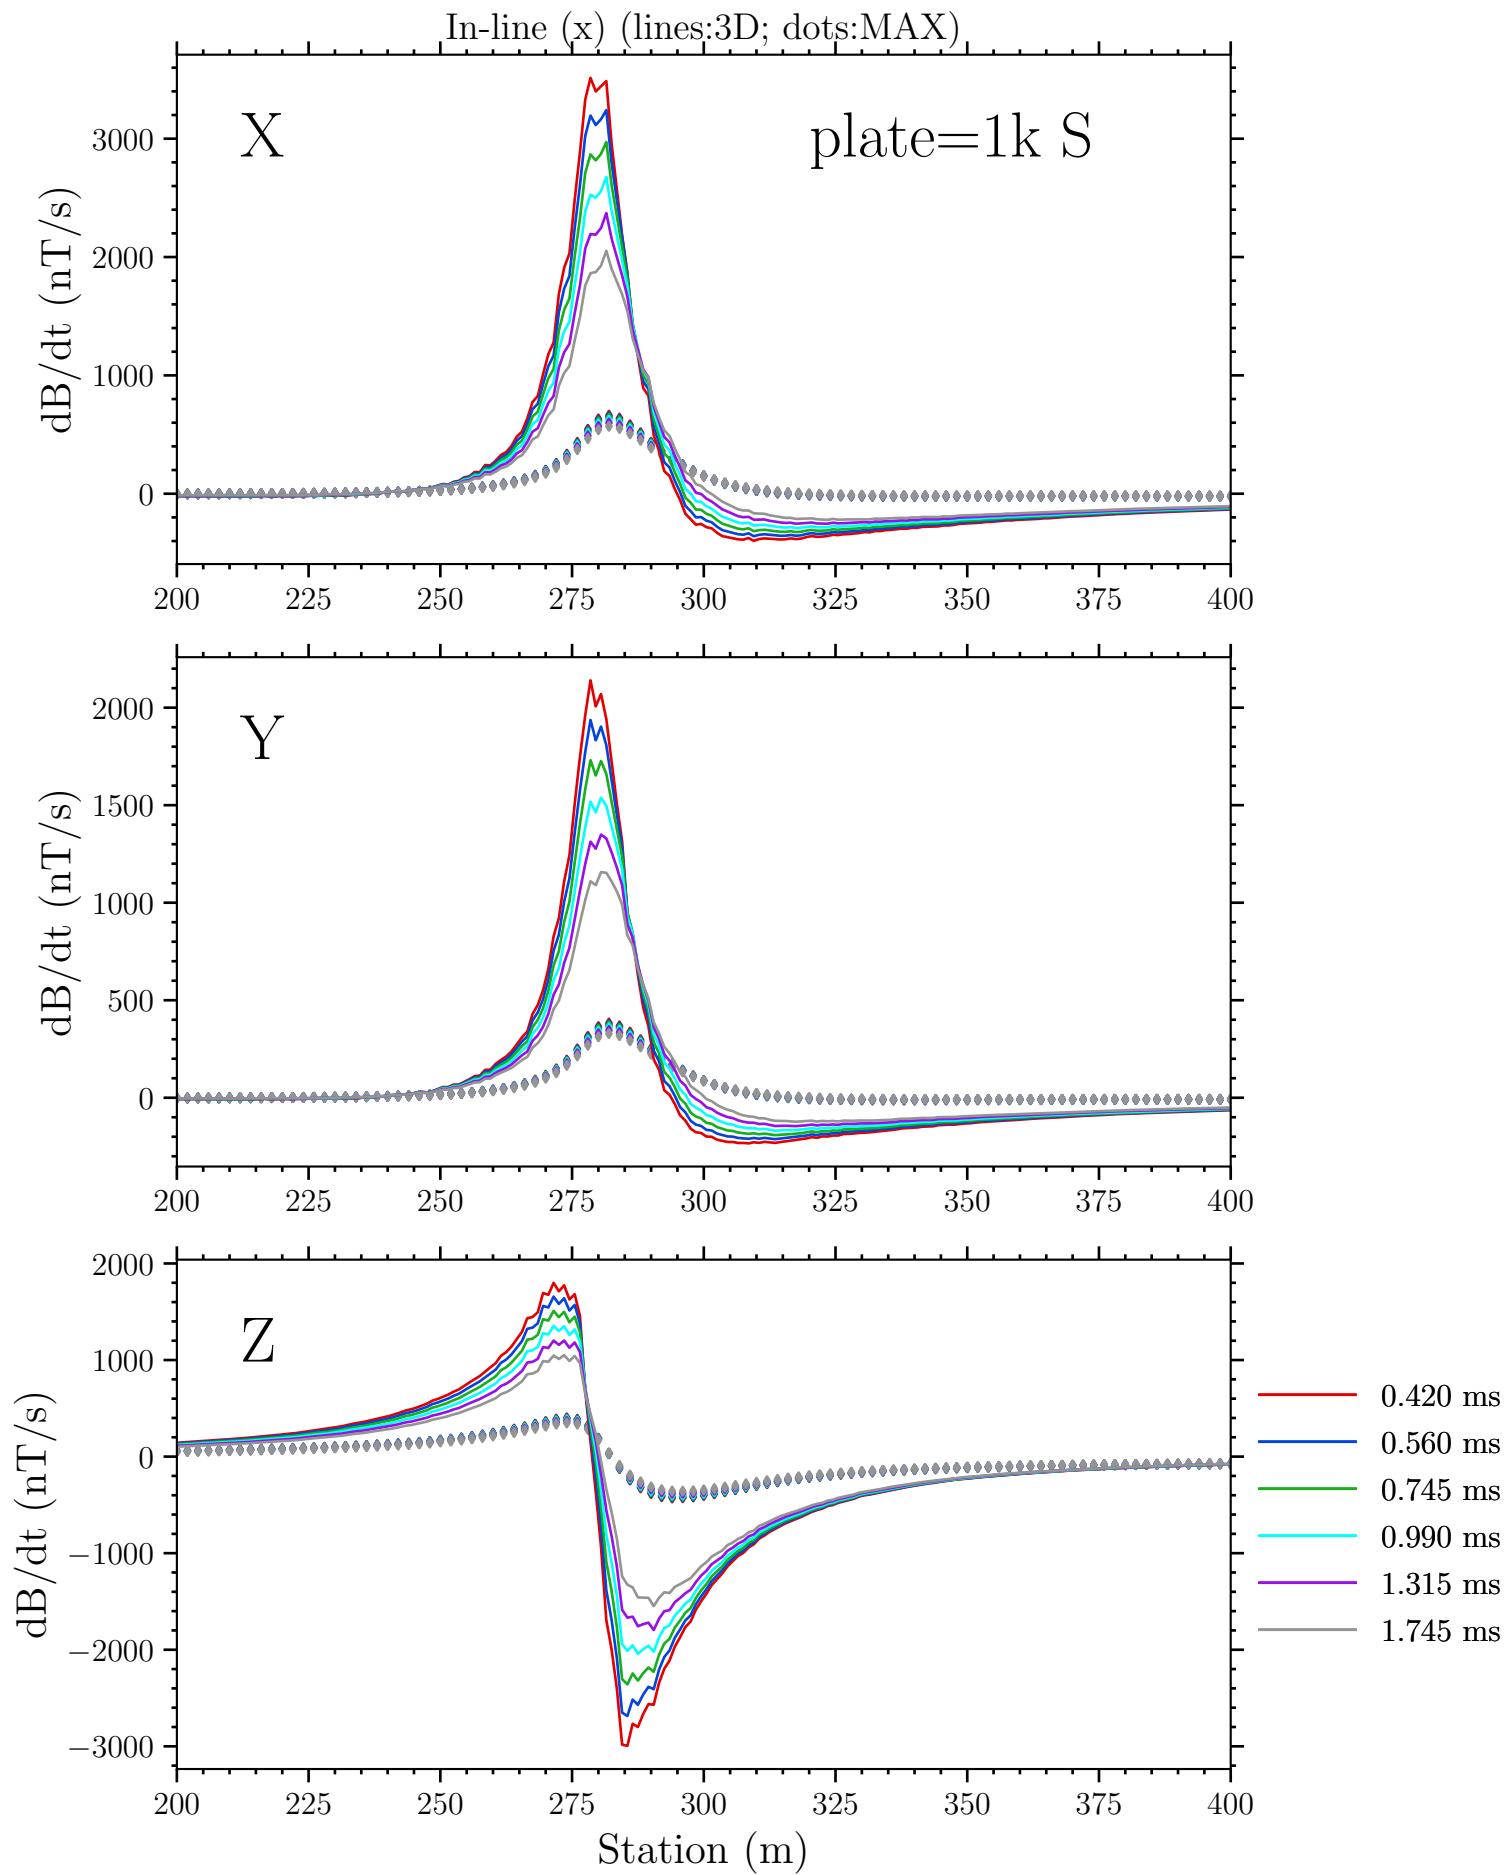 In-line (x) (lines:3D; dots:MAX)
X
plate=1k S
dB/dt (nT/s)
3000
2000
1000
0
200 225 250 275 300 325 350 375 400
Y
dB/dt (nT/s)
2000
1500
1000
500
0
200 225 250 275 300 325 350 375 400
Z
dB/dt (nT/s)
2000
1000
0
−1000
−2000
−3000
200 225 250 275 300 325 350 375 400
Station (m)
0.420 ms
0.560 ms
0.745 ms
0.990 ms
1.315 ms
1.745 ms